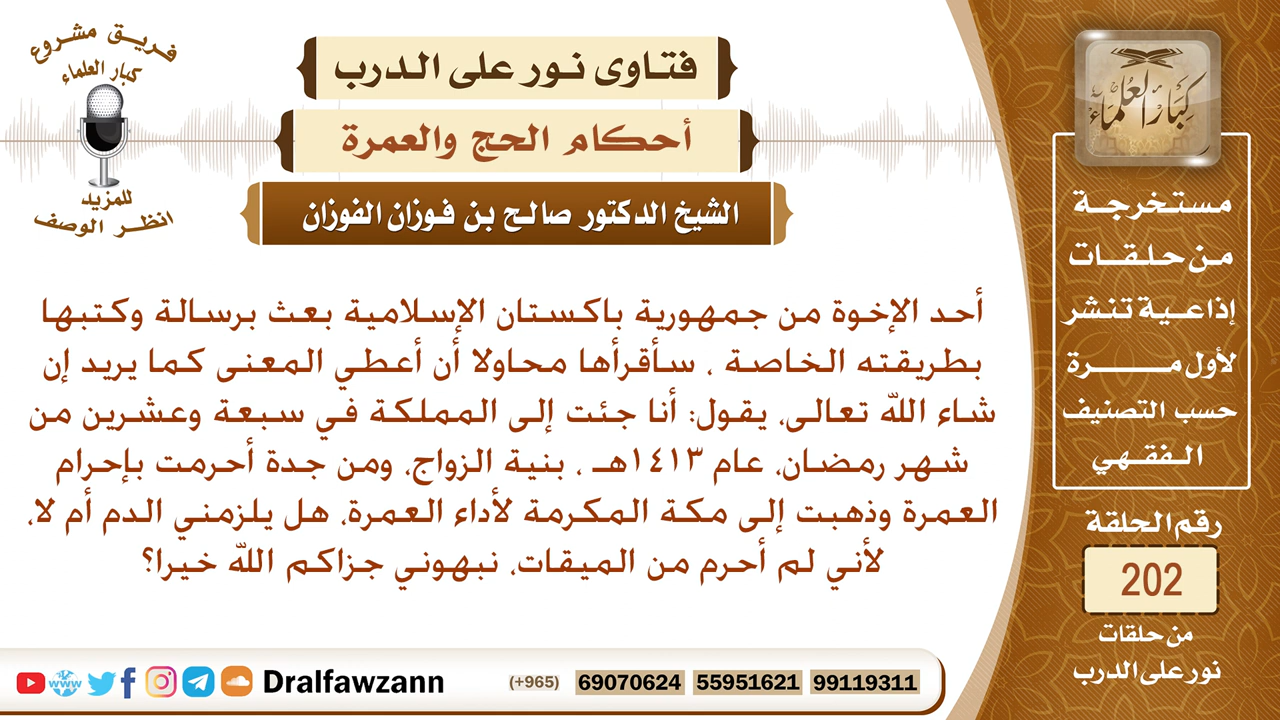 فريق مشروع
كبار العلماء
للمزيد
انظر الوصف
فتاوى نور على الدرب
أحكام الحج والعمرة
الشيخ الدكتور صالح بن فوزان الفوزان
أحد الإخوة من جمهورية باكستان الإسلامية بعث برسالة وكتبها
بطريقته الخاصة ، سأقرأها محاولا أن أعطي المعنى كما يريد إن
شاء الله تعالى، يقول: أنا جئت إلى المملكة في سبعة وعشرين من
شهر رمضان، عام ١٤١٣هـ ، بنية الزواج، ومن جدة أحرمت بإحرام
العمرة وذهبت إلى مكة المكرمة لأداء العمرة، هل يلزمني الدم أم لا،
لأني لم أحرم من الميقات، نبهوني جزاكم الله خيرا؟
كبار العلماء
مستخرجة
من حلقات
إذاعية تنشر
لأول مرة
حسب التصنيف
الفقهي
رقم الحلقة
202
من حلقات
نور على الدرب
www
Dralfawzann (+965) 69070624 55951621 99119311